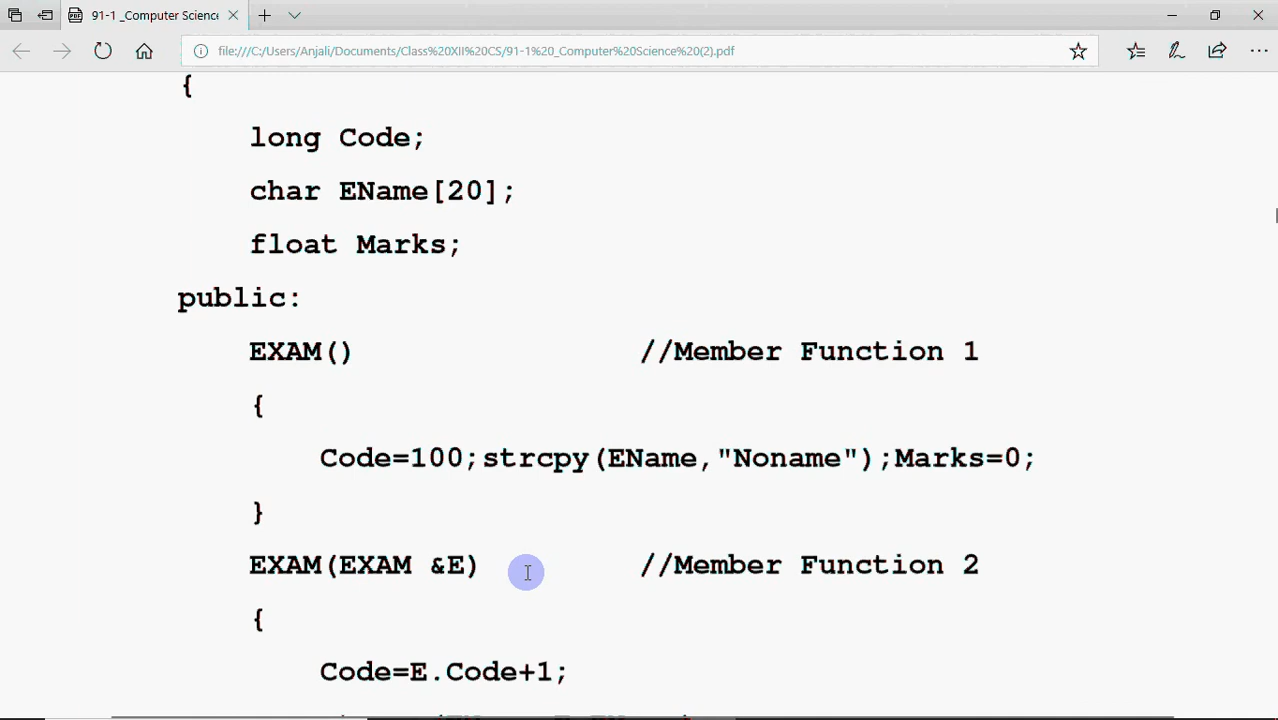 91-1 _Computer Science
file:///C:/Users/Anjali/Documents/Class%20XII%20CS/91-1%20_Computer%20Science%20(2).pdf
{
long Code;
char EName[20];
float Marks;
public:
EXAM() //Member Function 1
{
Code=100;strcpy(EName,"Noname");Marks=0;
}
EXAM(EXAM &E) //Member Function 2
{
Code=E.Code+1;